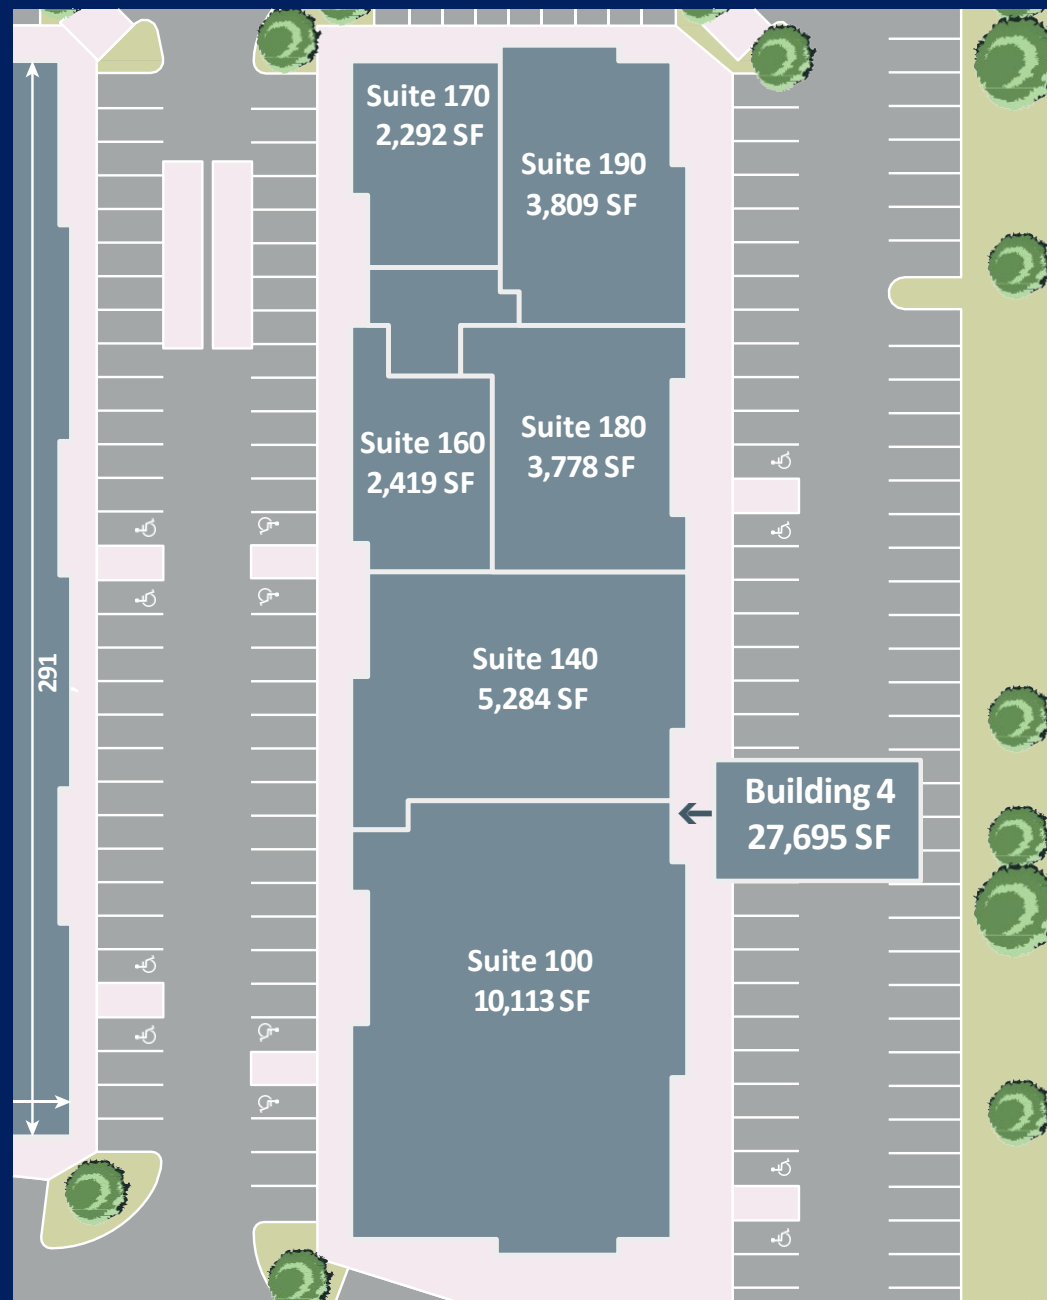 Suite 170
2,292 SF
Suite 190
3,809 SF
Suite 160
2,419 SF
Suite 180
3,778 SF
Suite 140
5,284 SF
291
Building 4
27,695 SF
Suite 100
10,113 SF